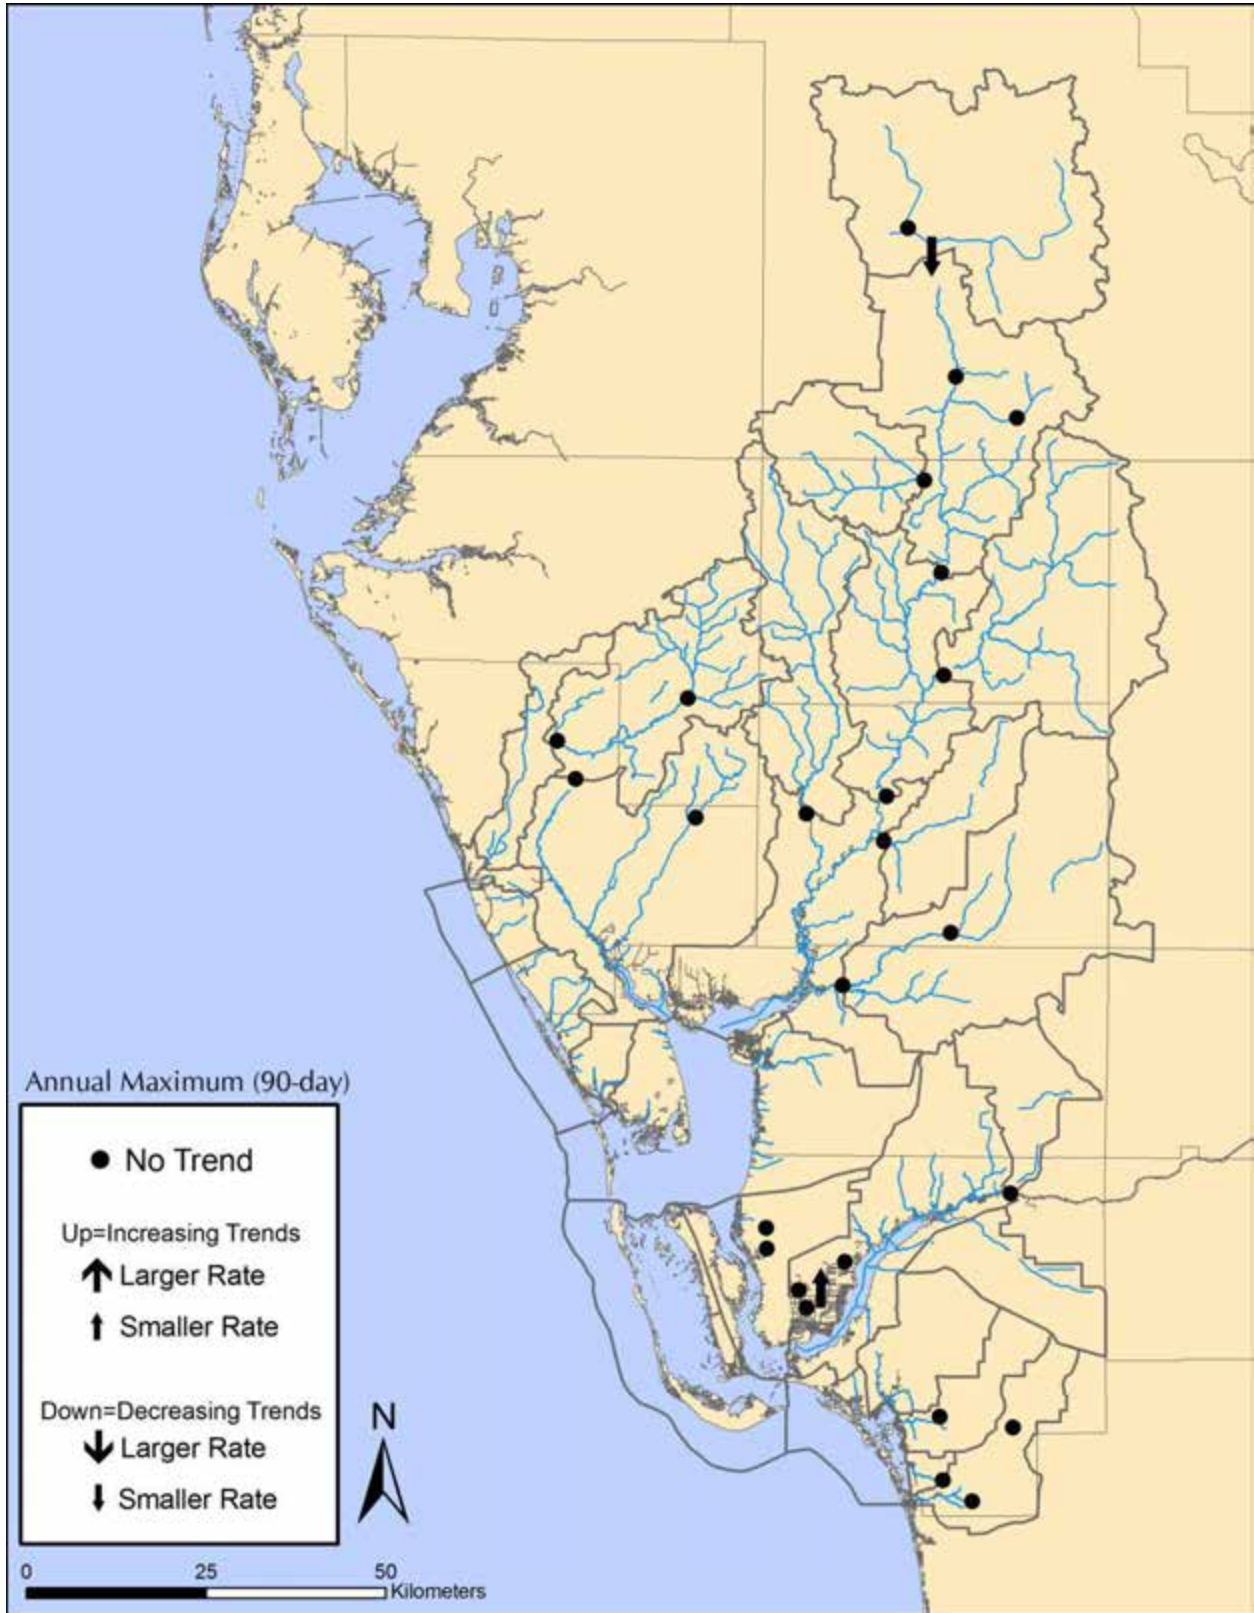 Annual Maximum (90-day)
No Trend
Up=Increasing Trends
Larger Rate
Smaller Rate
Down=Decreasing Trends
Larger Rate
Smaller Rate
N
0 25 50
Kilometers